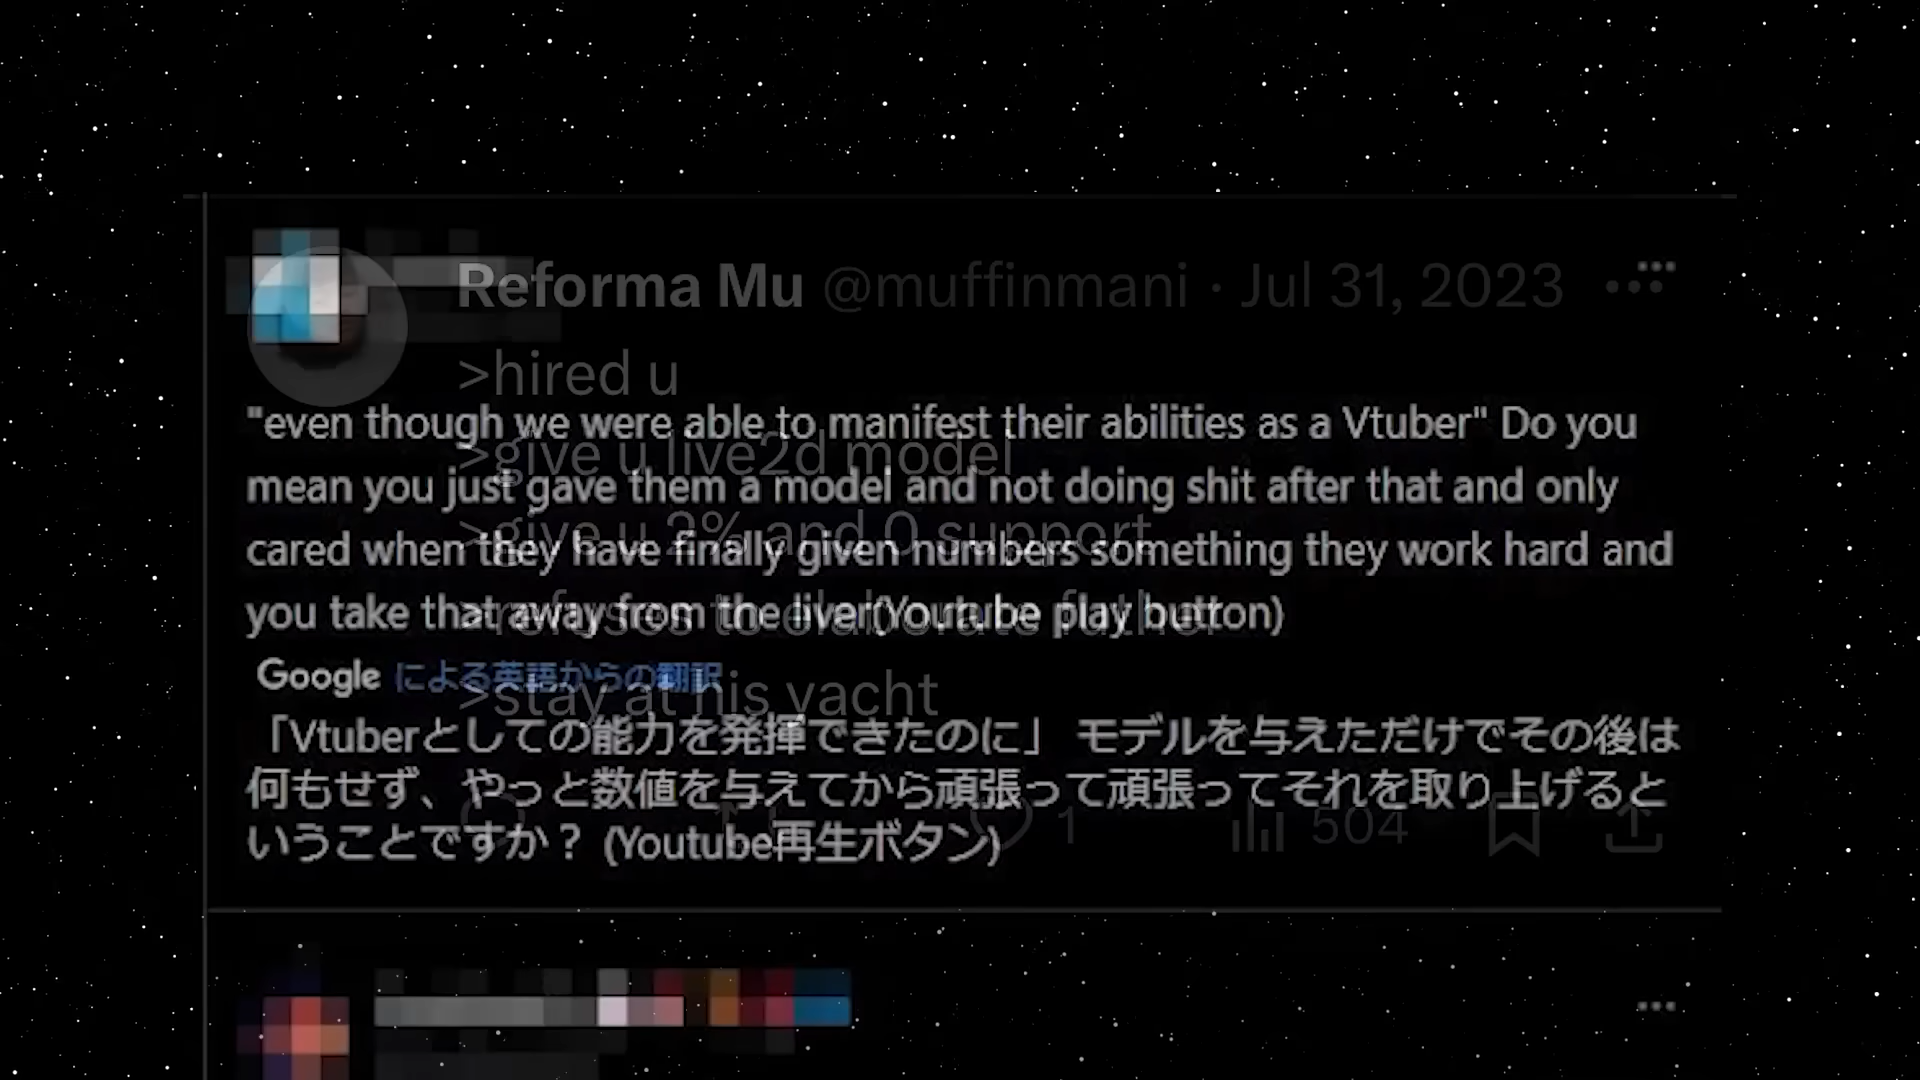 Reforma Mu @muffinmani · Jul 31, 2023
>hired u
"even though we were able to manifest their abilities as a Vtuber" Do you
>give u live2d model
mean you just gave them a model and not doing shit after that and only
>give u 2% and 0 support
cared when they have finally given numbers something they work hard and
>refuses to elaborate futher
you take that away from the liver(Youtube play button)
Google による英語からの翻訳
>stay at his yacht
「Vtuberとしての能力を発揮できたのに」 モデルを与えただけでその後は
何もせず、やっと数値を与えてから頑張って頑張ってそれを取り上げると
1 504
いうことですか？ (Youtube再生ボタン)